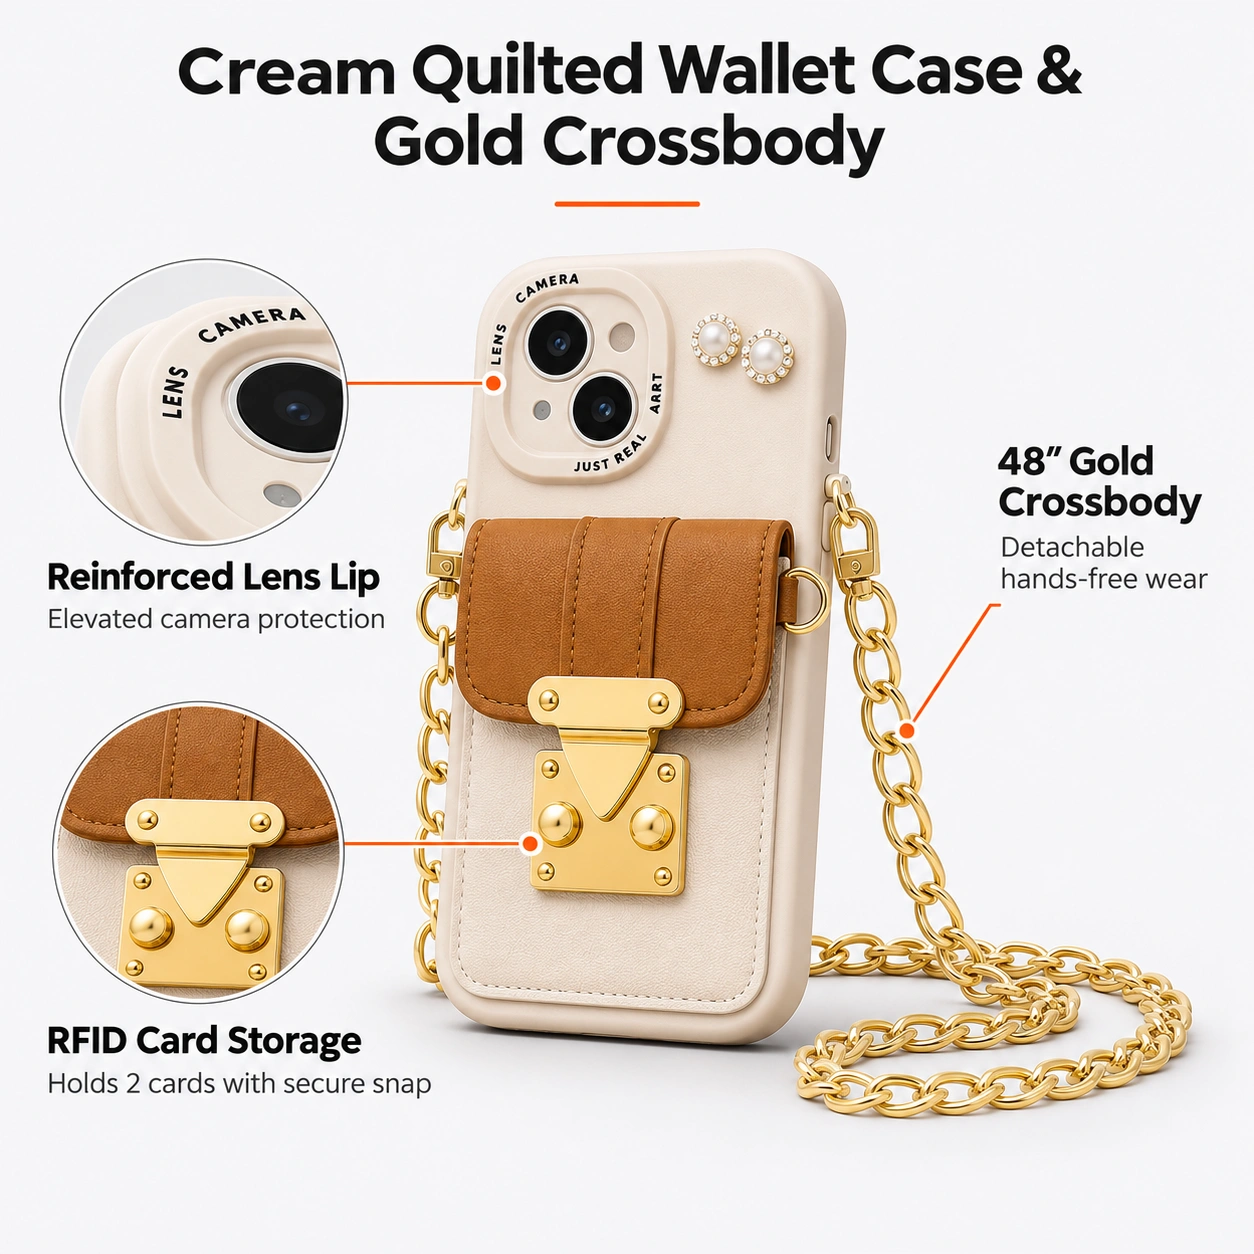 Cream Quilted Wallet Case &
Gold Crossbody
CAMERA
LENS
CAMERA
LENS
ARRT
JUST REAL
Reinforced Lens Lip
Elevated camera protection
48″ Gold
Crossbody
Detachable
hands-free wear
RFID Card Storage
Holds 2 cards with secure snap